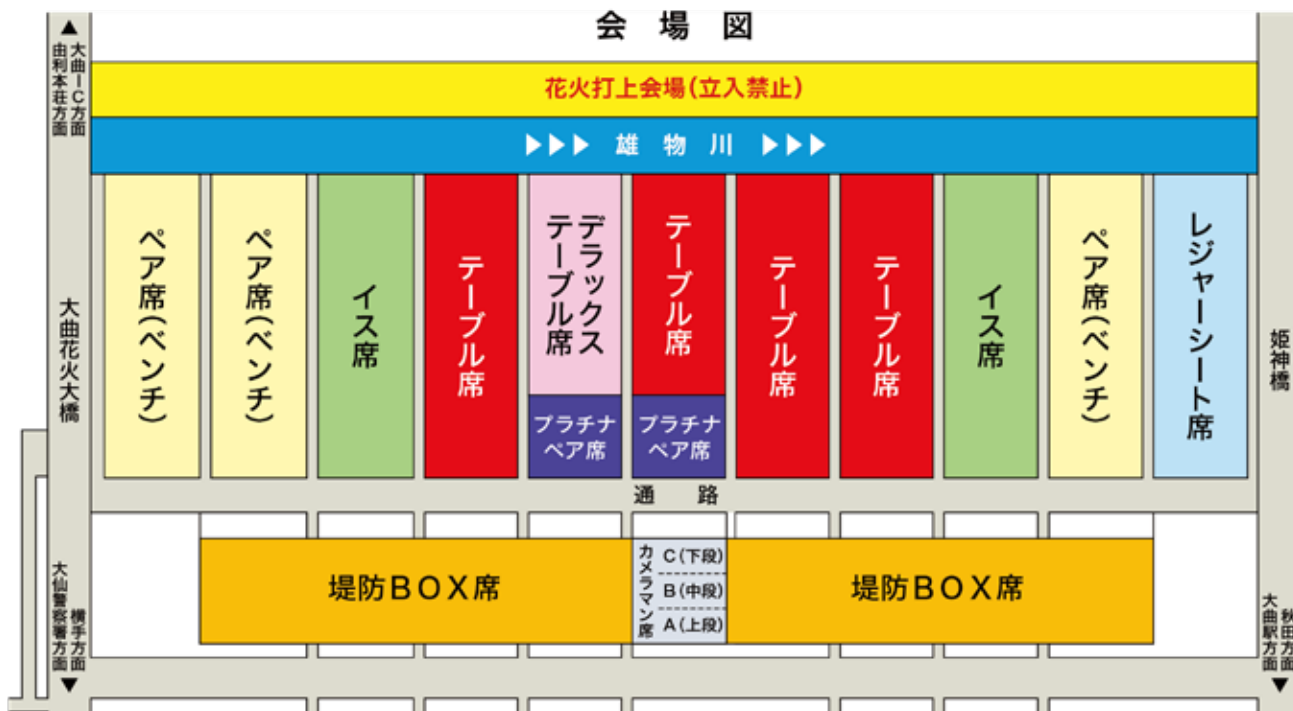 会場図
▲
大曲IC方面
由利本荘方面
花火打上会場(立入禁止)
▶▶▶ 雄物川 ▶▶▶
ペア席(ベンチ)
ペア席(ベンチ)
イス席
テーブル席
デラックス
テーブル席
テーブル席
テーブル席
テーブル席
イス席
ペア席(ベンチ)
レジャーシート席
プラチナ
ペア席
プラチナ
ペア席
大曲花火大橋
姫神橋
通路
堤防BOX席
カメラマン席
C(下段)
B(中段)
A(上段)
堤防BOX席
横手方面
大仙警察署方面
▼
秋田方面
大曲駅方面
▼